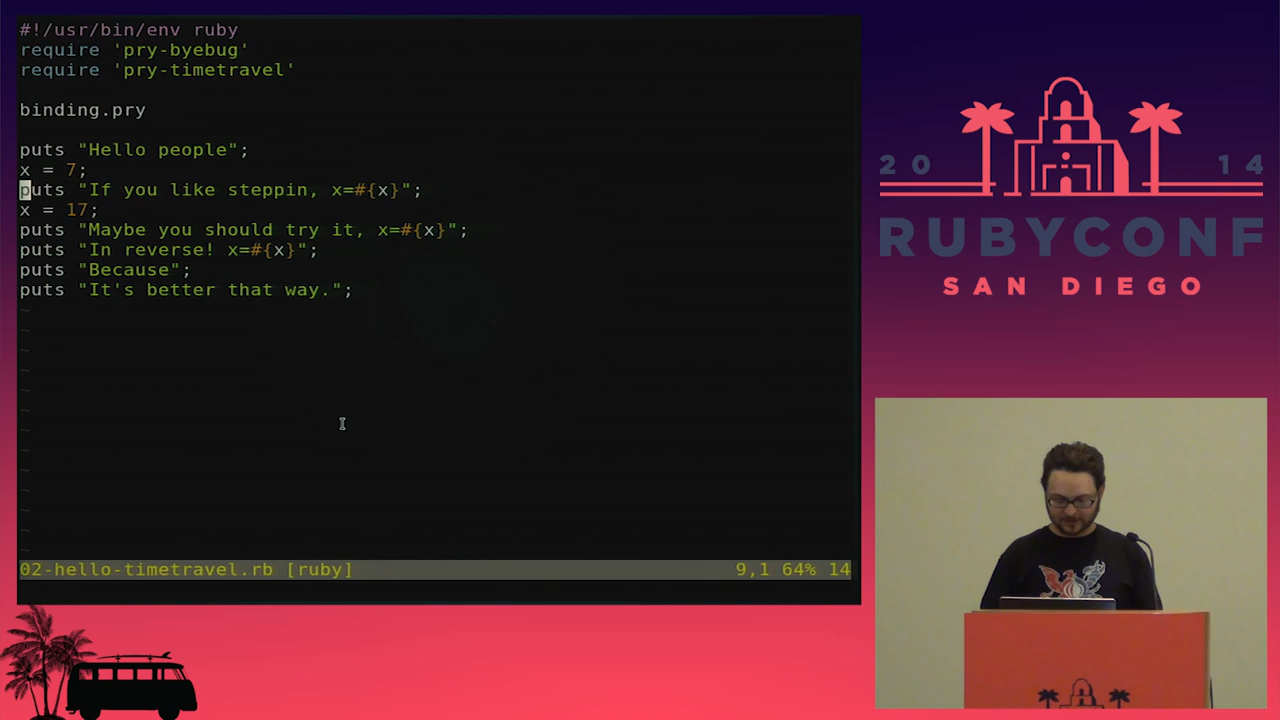 #!/usr/bin/env ruby
require 'pry-byebug'
require 'pry-timetravel'
binding.pry
puts "Hello people";
x = 7;
puts "If you like steppin, x=#{x}";
x = 17;
puts "Maybe you should try it, x=#{x}";
puts "In reverse! x=#{x}";
puts "Because";
puts "It's better that way.";
02-hello-timetravel.rb [ruby] 9,1 64% 14
20 14
RUBYCONF
SAN DIEGO